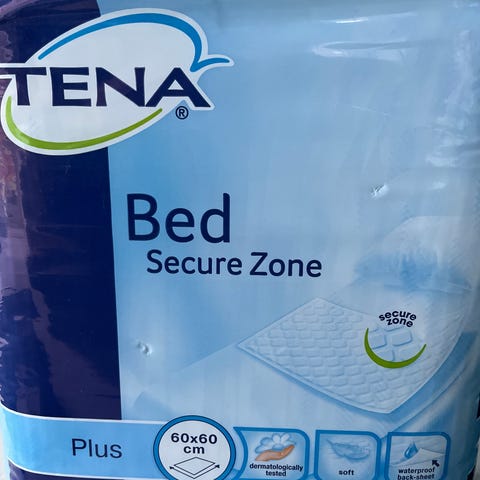 TENA
®
Bed
Secure Zone
secure
zone
Plus
60x60
cm
dermatologically
tested
soft
waterproof
back-sheet